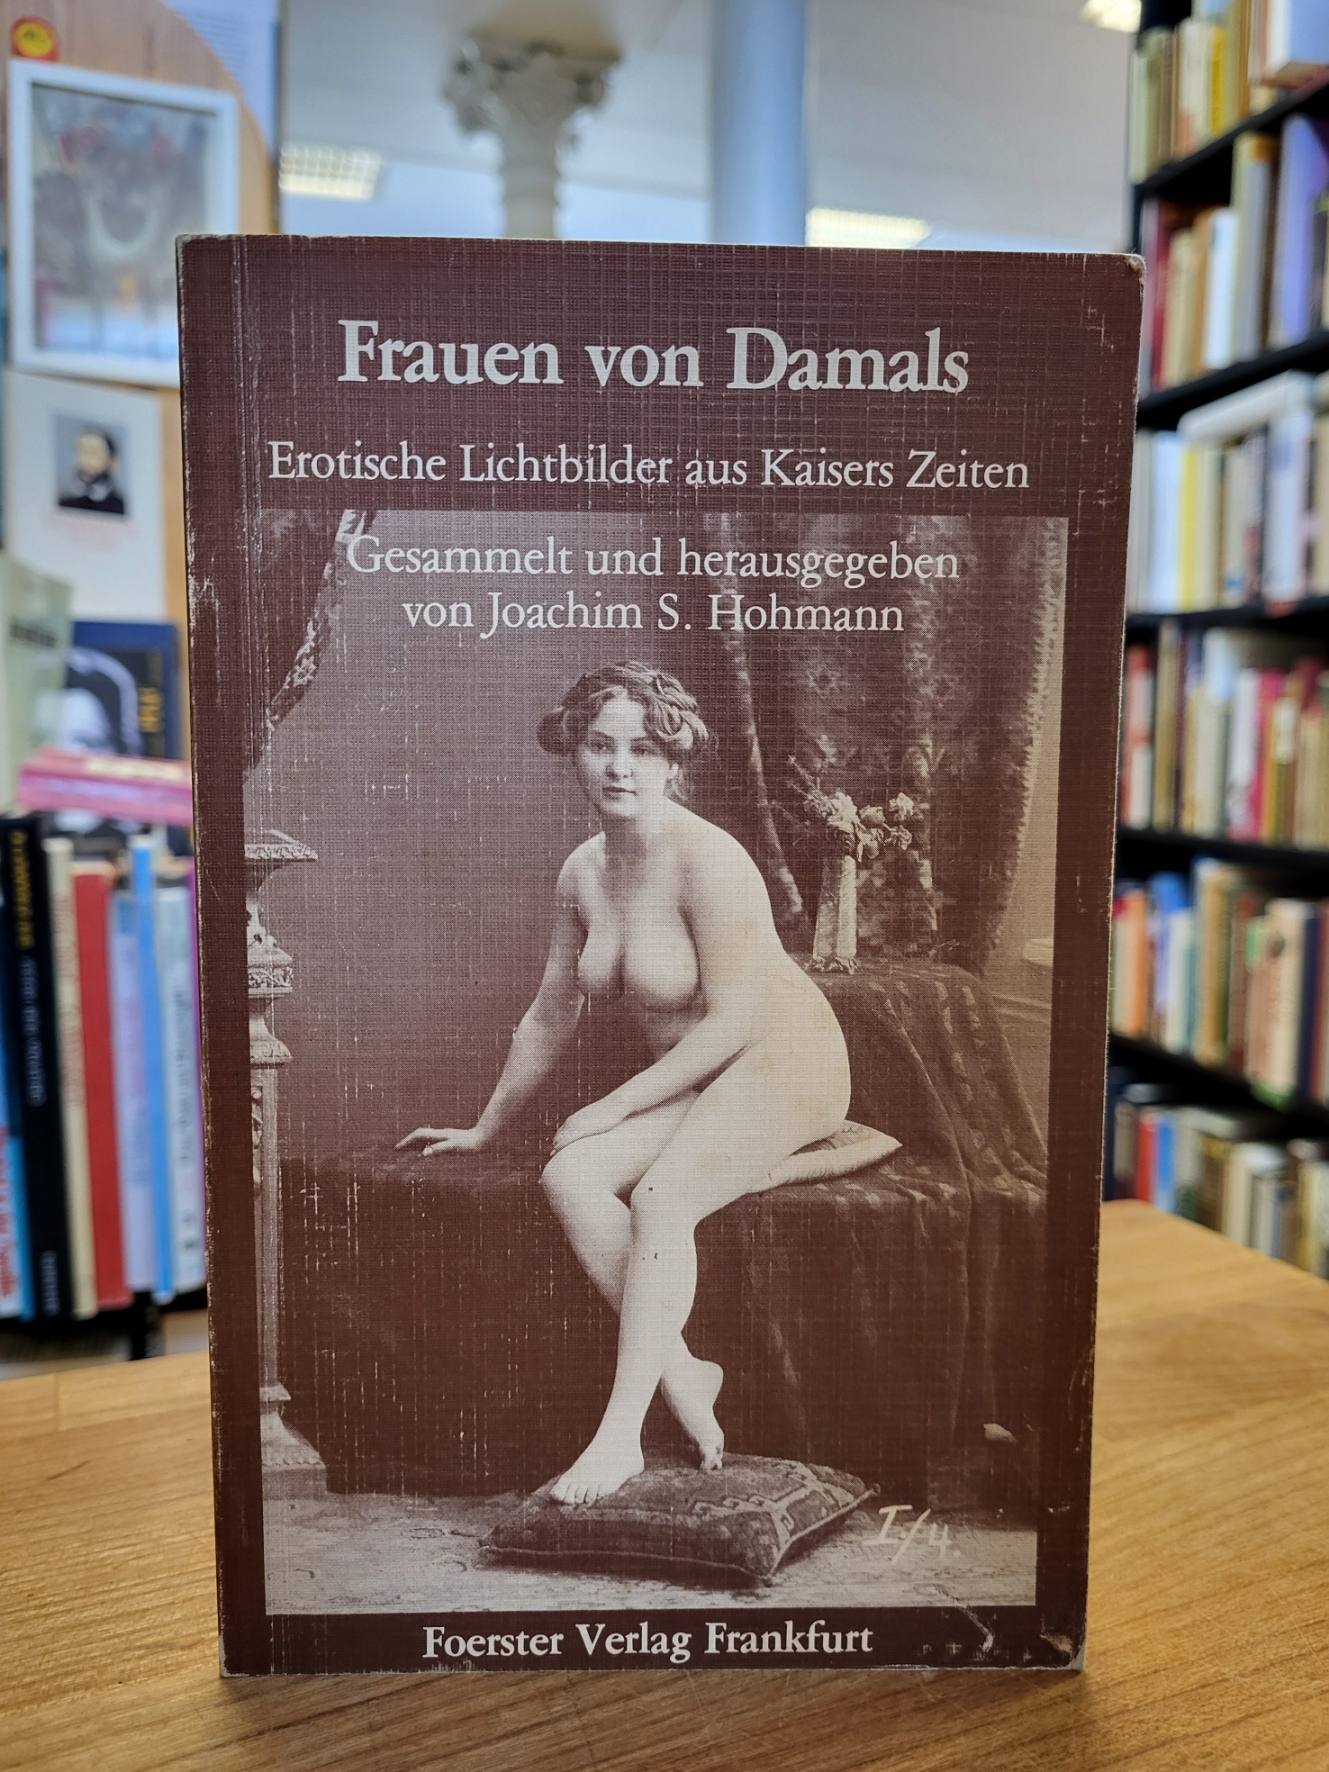 Frauen von Damals
Erotische Lichtbilder aus Kaisers Zeiten
Gesammelt und herausgegeben
von Joachim S. Hohmann
I/4.
Foerster Verlag Frankfurt